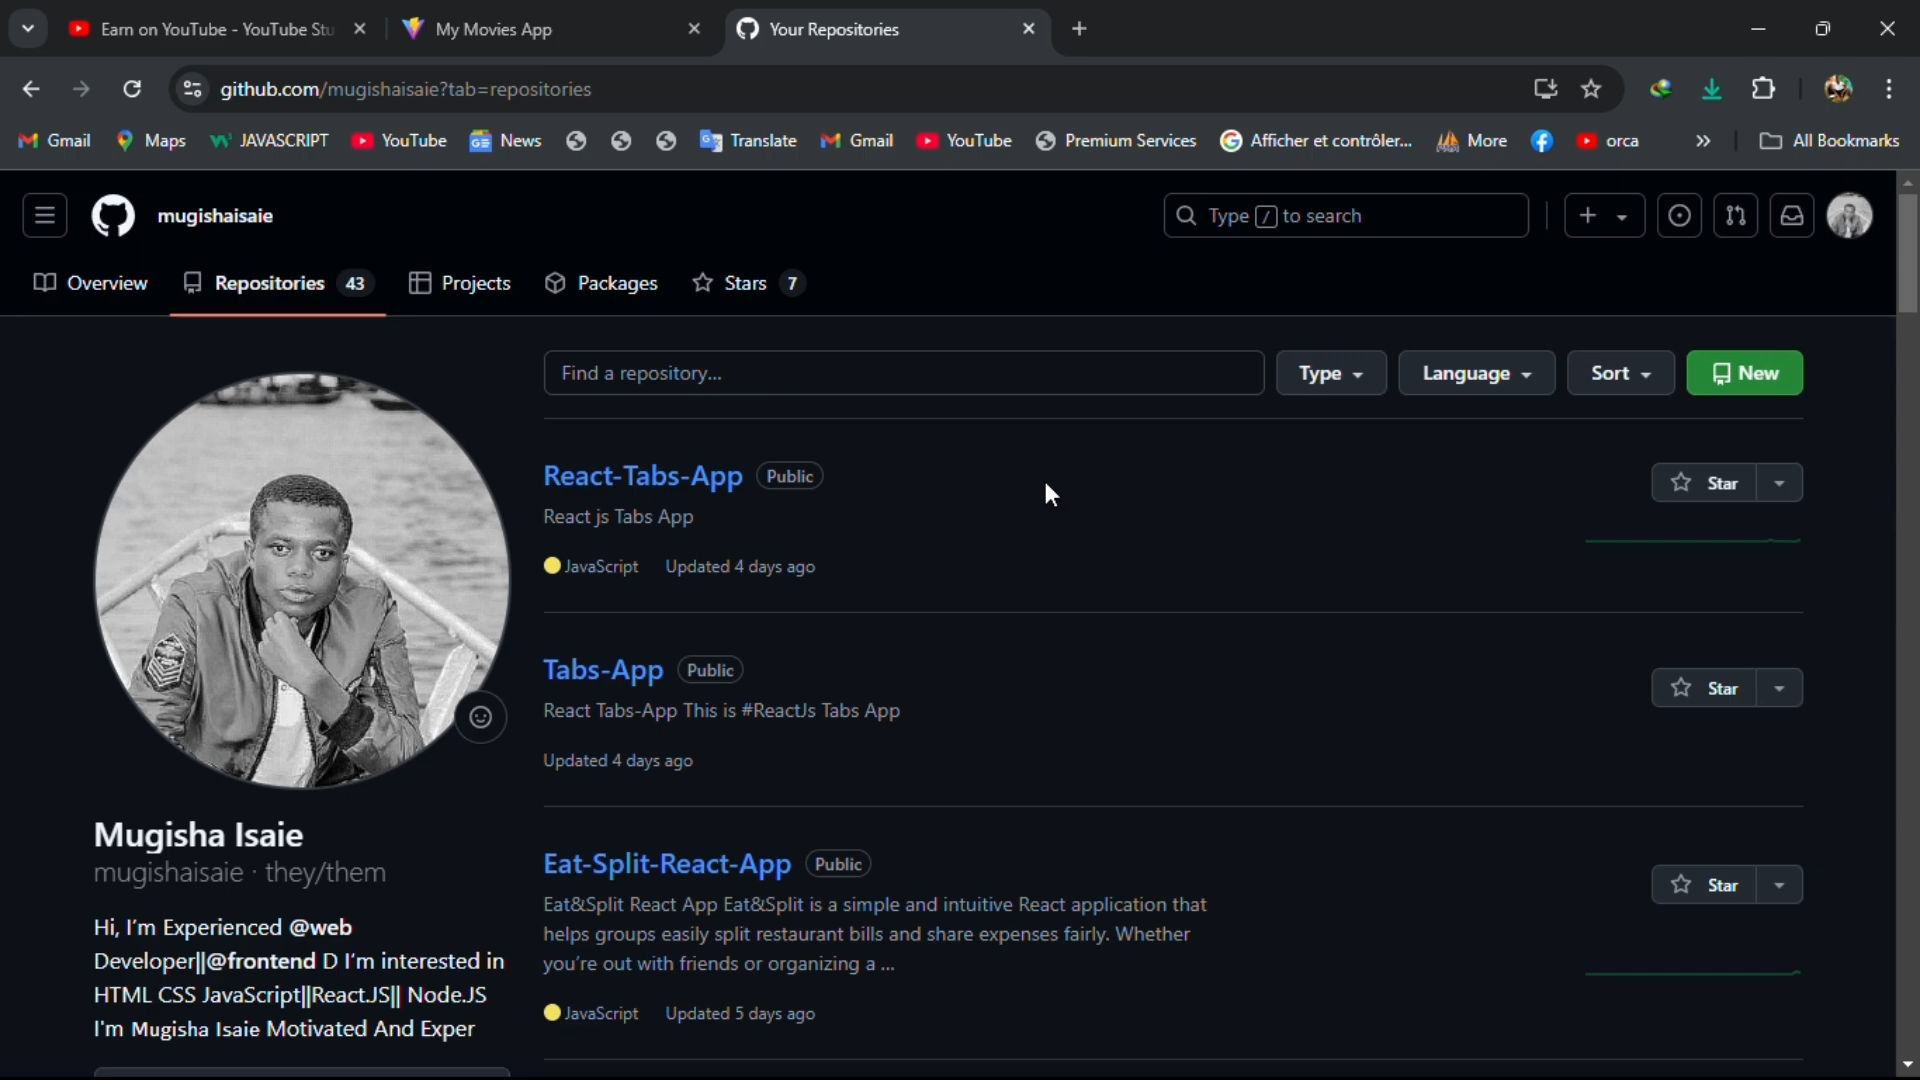 Earn on YouTube - YouTube Stu
My Movies App
Your Repositories
github.com/mugishaisaie?tab=repositories
Gmail
Maps
JAVASCRIPT
YouTube
News
Translate
Gmail
YouTube
Premium Services
Afficher et contrôler...
More
orca
All Bookmarks
mugishaisaie
Type / to search
Overview
Repositories 43
Projects
Packages
Stars 7
Find a repository...
Type
Language
Sort
New
React-Tabs-App Public
Star
React js Tabs App
JavaScript Updated 4 days ago
Tabs-App Public
Star
React Tabs-App This is #ReactJs Tabs App
Updated 4 days ago
Mugisha Isaie
mugishaisaie · they/them
Hi, I'm Experienced @web
Developer||@frontend D I'm interested in
HTML CSS JavaScript||React.JS|| Node.JS
I'm Mugisha Isaie Motivated And Exper
Eat-Split-React-App Public
Star
Eat&Split React App Eat&Split is a simple and intuitive React application that
helps groups easily split restaurant bills and share expenses fairly. Whether
you're out with friends or organizing a ...
JavaScript Updated 5 days ago